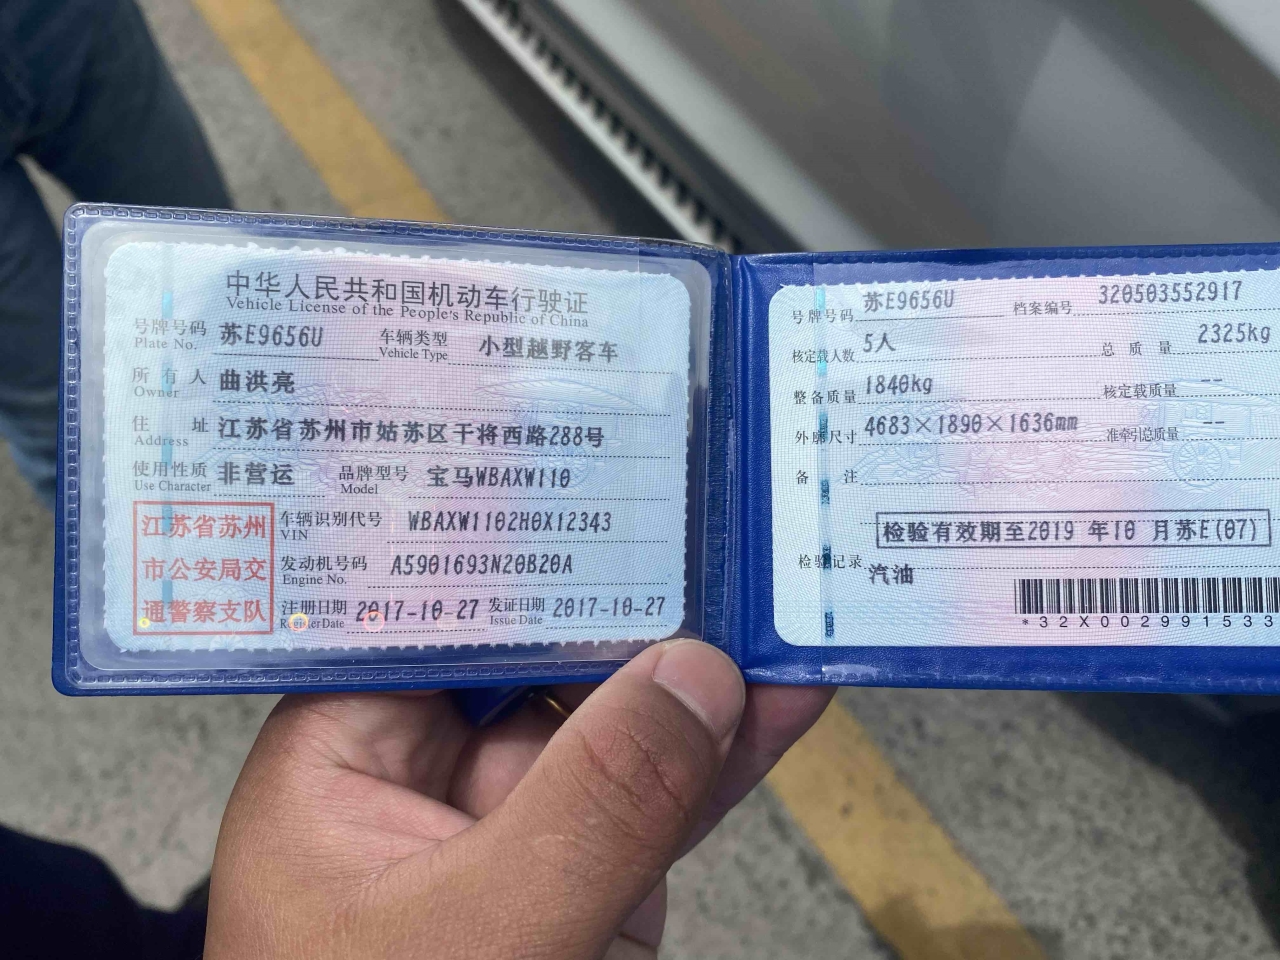 中华人民共和国机动车行驶证
Vehicle License of the People's Republic of China
号牌号码 苏E9656U 车辆类型 小型越野客车
Plate No. Vehicle Type
所有人 曲洪亮
Owner
住址 江苏省苏州市姑苏区干将西路288号
Address
使用性质 非营运 品牌型号 宝马WBAXW110
Use Character Model
江苏省苏州
市公安局交
通警察支队
车辆识别代号 WBAXW1102H0X12343
VIN
发动机号码 A5901693N20B20A
Engine No.
注册日期 2017-10-27 发证日期 2017-10-27
Register Date Issue Date
号牌号码 苏E9656U 档案编号 320503552917
核定载人数 5人 总质量 2325kg
整备质量 1840kg 核定载质量 --
外廓尺寸 4683×1890×1636mm 准牵引总质量 --
备注
检验有效期至2019 年10 月苏E(07)
检验记录
汽油
*32X002991533